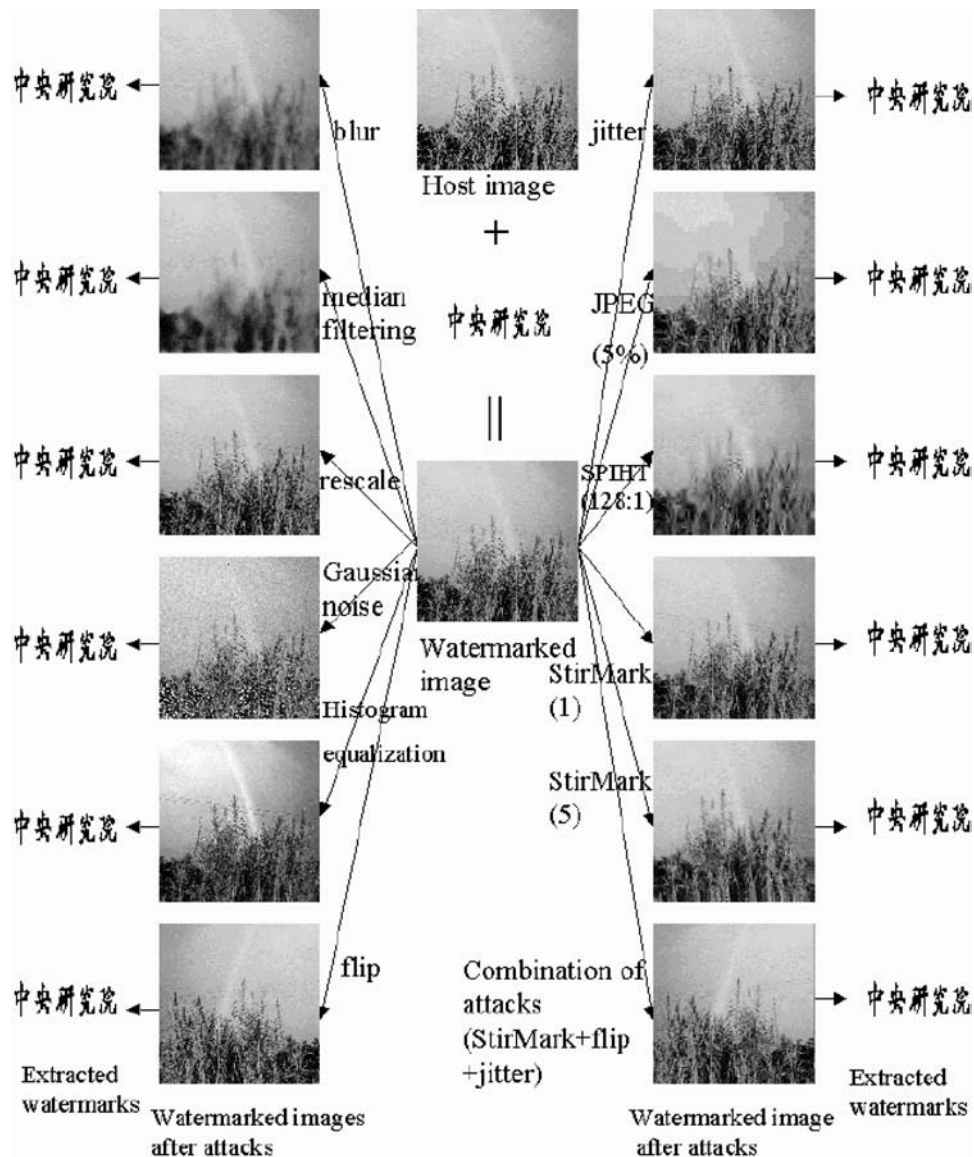 中央研究院
blur
Host image
+
中央研究院
=
Watermarked
image
jitter
中央研究院
中央研究院
median
filtering
JPEG
(5%)
中央研究院
中央研究院
rescale
SPIHT
(128:1)
中央研究院
中央研究院
Gaussian
noise
StirMark
(1)
中央研究院
中央研究院
Histogram
equalization
StirMark
(5)
中央研究院
中央研究院
flip
Combination of
attacks
(StirMark+flip
+jitter)
中央研究院
Extracted
watermarks
Watermarked images
after attacks
Watermarked image
after attacks
Extracted
watermarks